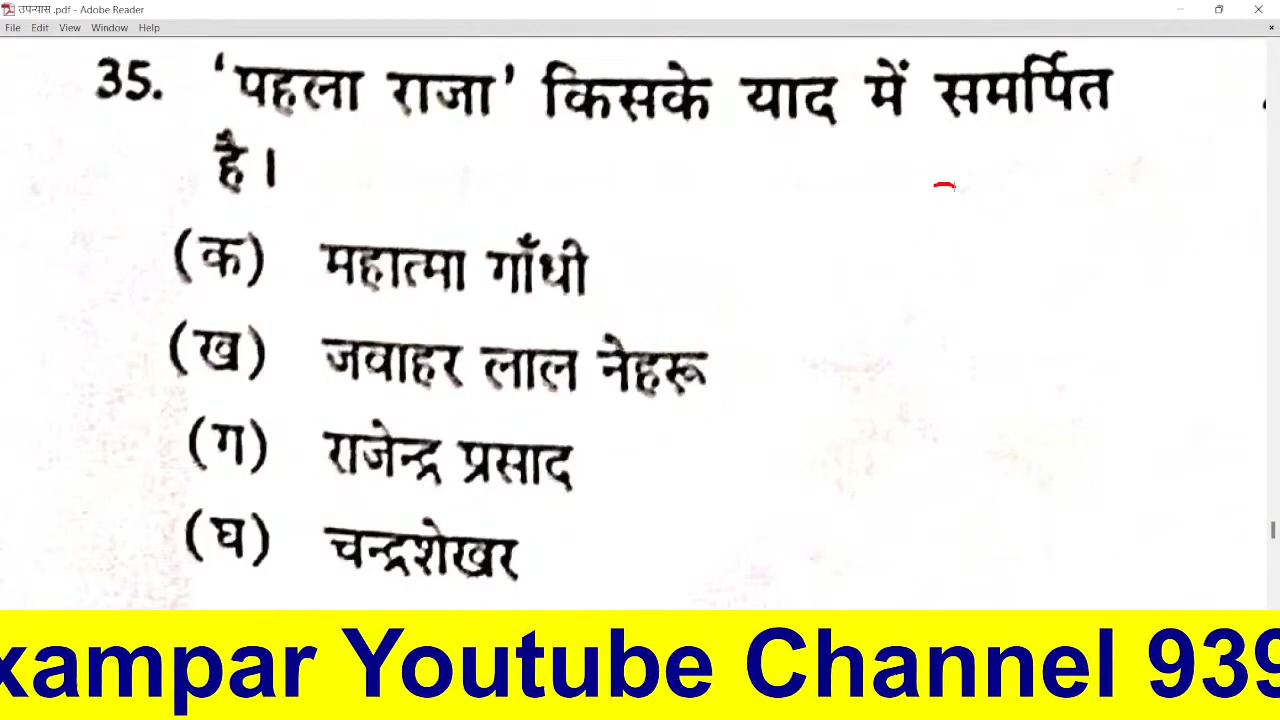 उपन्यास .pdf - Adobe Reader
File Edit View Window Help
35. 'पहला राजा' किसके याद में समर्पित
है।
(क) महात्मा गाँधी
(ख) जवाहर लाल नेहरू
(ग) राजेन्द्र प्रसाद
(घ) चन्द्रशेखर
xampar Youtube Channel 939